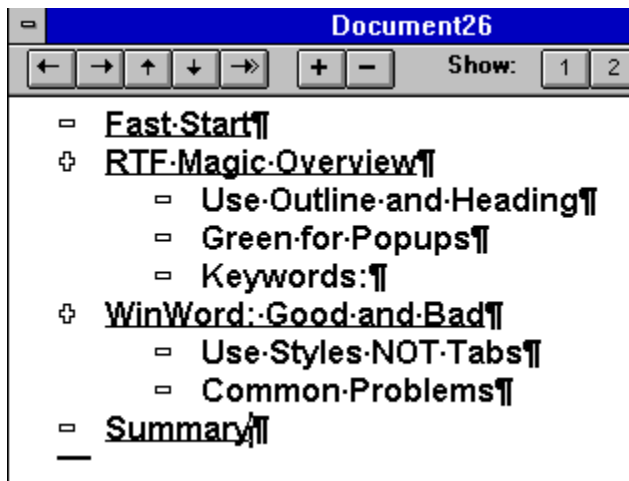 Document26
Show: 1 2
Fast·Start¶
RTF·Magic·Overview¶
Use·Outline·and·Heading¶
Green·for·Popups¶
Keywords:¶
WinWord:·Good·and·Bad¶
Use·Styles·NOT·Tabs¶
Common·Problems¶
Summary¶